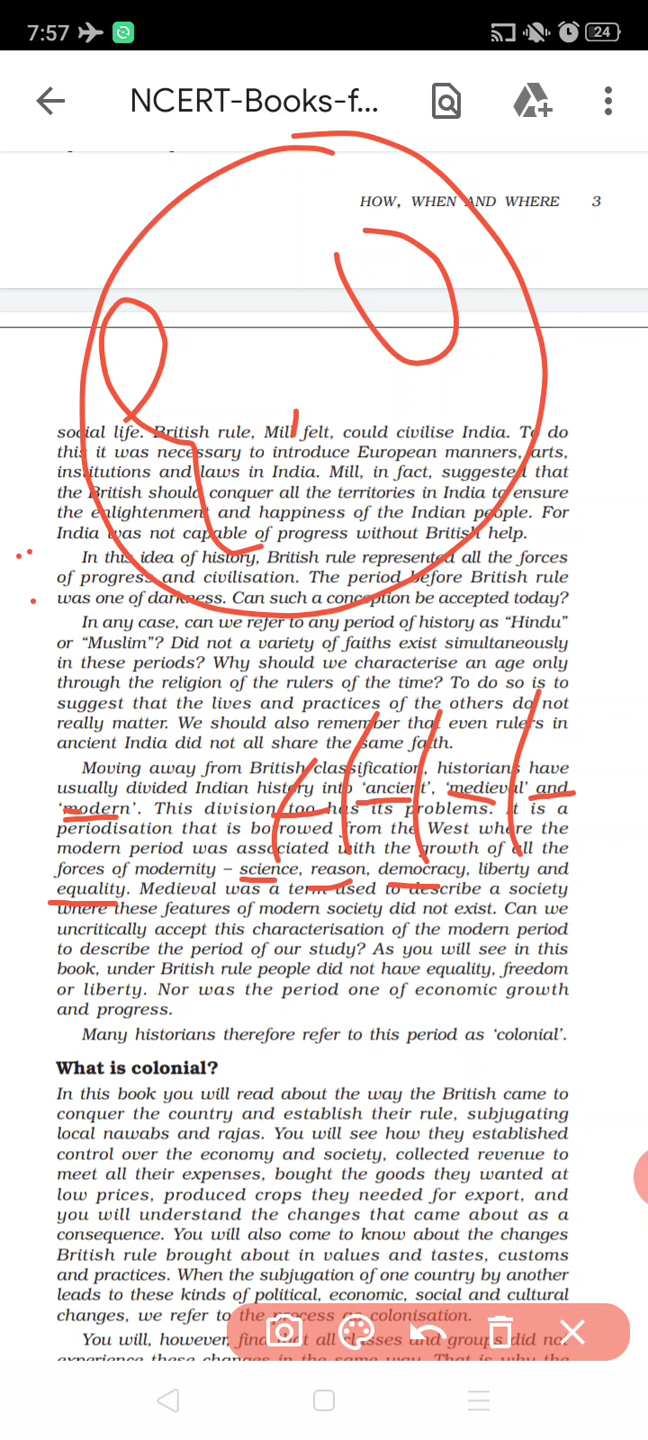 7:57
24
NCERT-Books-f...
HOW, WHEN AND WHERE 3
social life. British rule, Mill felt, could civilise India. To do
this it was necessary to introduce European manners, arts,
institutions and laws in India. Mill, in fact, suggested that
the British should conquer all the territories in India to ensure
the enlightenment and happiness of the Indian people. For
India was not capable of progress without British help.
In this idea of history, British rule represented all the forces
of progress and civilisation. The period before British rule
was one of darkness. Can such a conception be accepted today?
In any case, can we refer to any period of history as “Hindu”
or “Muslim”? Did not a variety of faiths exist simultaneously
in these periods? Why should we characterise an age only
through the religion of the rulers of the time? To do so is to
suggest that the lives and practices of the others do not
really matter. We should also remember that even rulers in
ancient India did not all share the same faith.
Moving away from British classification, historians have
usually divided Indian history into ‘ancient’, ‘medieval’ and
‘modern’. This division too has its problems. It is a
periodisation that is borrowed from the West where the
modern period was associated with the growth of all the
forces of modernity – science, reason, democracy, liberty and
equality. Medieval was a term used to describe a society
where these features of modern society did not exist. Can we
uncritically accept this characterisation of the modern period
to describe the period of our study? As you will see in this
book, under British rule people did not have equality, freedom
or liberty. Nor was the period one of economic growth
and progress.
Many historians therefore refer to this period as ‘colonial’.
What is colonial?
In this book you will read about the way the British came to
conquer the country and establish their rule, subjugating
local nawabs and rajas. You will see how they established
control over the economy and society, collected revenue to
meet all their expenses, bought the goods they wanted at
low prices, produced crops they needed for export, and
you will understand the changes that came about as a
consequence. You will also come to know about the changes
British rule brought about in values and tastes, customs
and practices. When the subjugation of one country by another
leads to these kinds of political, economic, social and cultural
changes, we refer to the process as colonisation.
You will, however, find that all classes and groups did not
experience these changes in the same way. That is why the